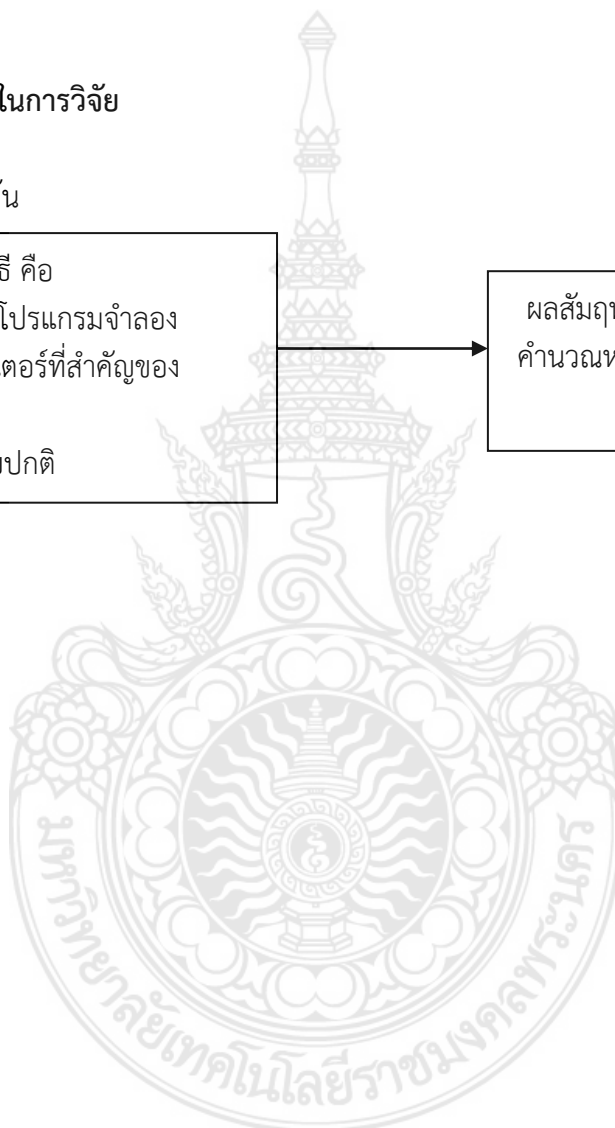 ในการวิจัย
ัน
ธี คือ
โปรแกรมจำลอง
เตอร์ที่สำคัญของ
ปกติ
ผลสัมฤท
คำนวณห
มหาวิทยาลัยเทคโนโลยีราชมงคลพระนคร